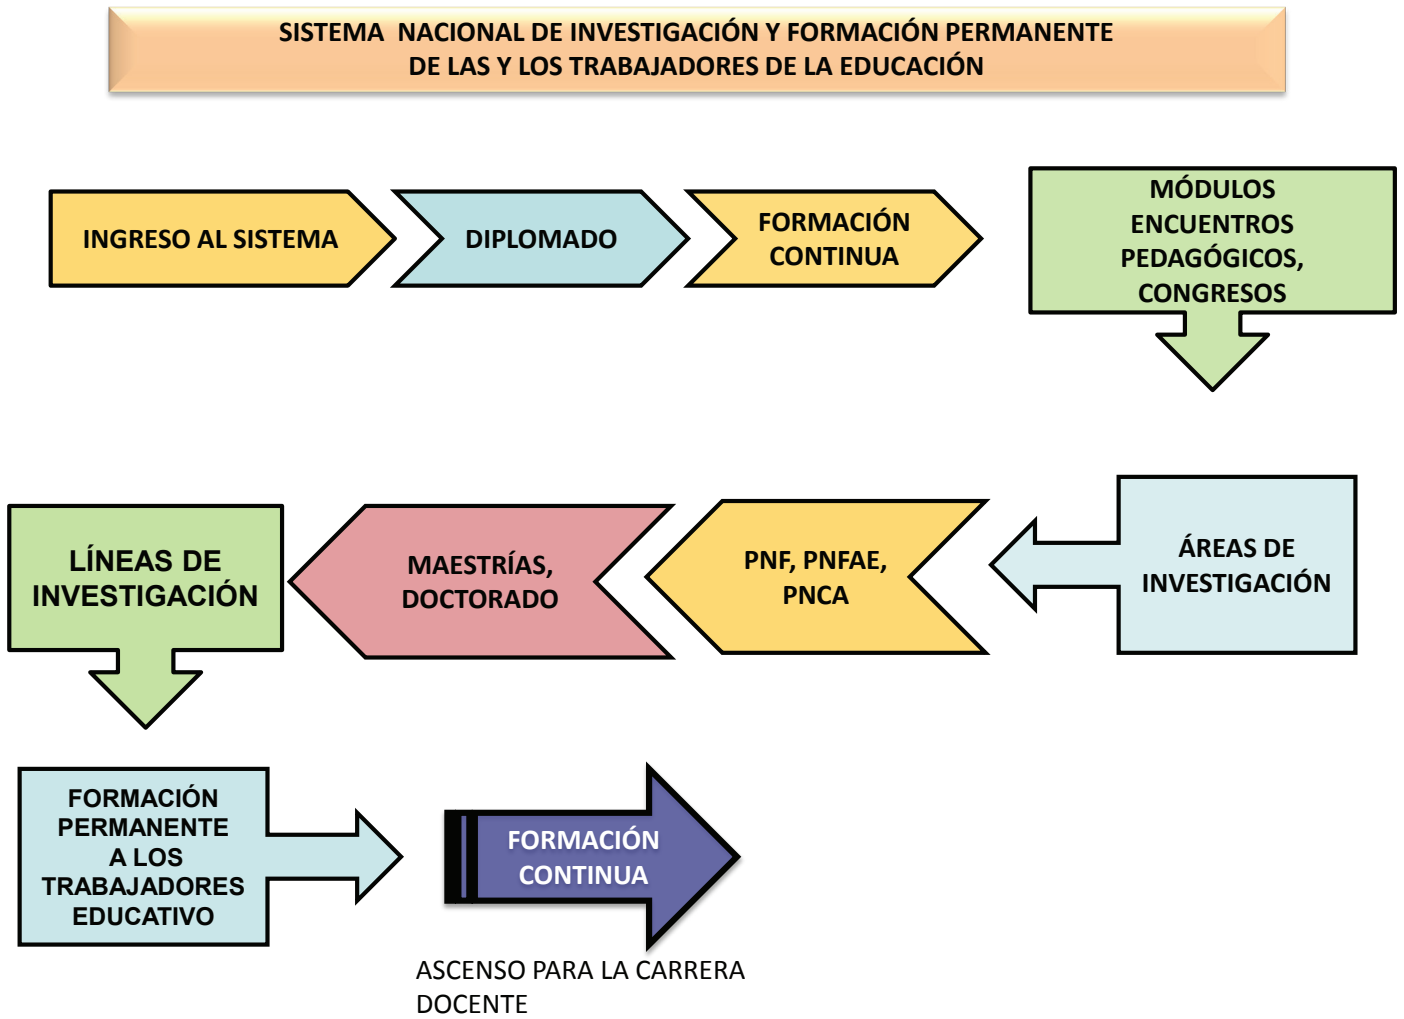 SISTEMA NACIONAL DE INVESTIGACIÓN Y FORMACIÓN PERMANENTE
DE LAS Y LOS TRABAJADORES DE LA EDUCACIÓN
INGRESO AL SISTEMA
DIPLOMADO
FORMACIÓN
CONTINUA
MÓDULOS
ENCUENTROS
PEDAGÓGICOS,
CONGRESOS
ÁREAS DE
INVESTIGACIÓN
PNF, PNFAE,
PNCA
MAESTRÍAS,
DOCTORADO
LÍNEAS DE
INVESTIGACIÓN
FORMACIÓN
PERMANENTE
A LOS
TRABAJADORES
EDUCATIVO
FORMACIÓN
CONTINUA
ASCENSO PARA LA CARRERA
DOCENTE